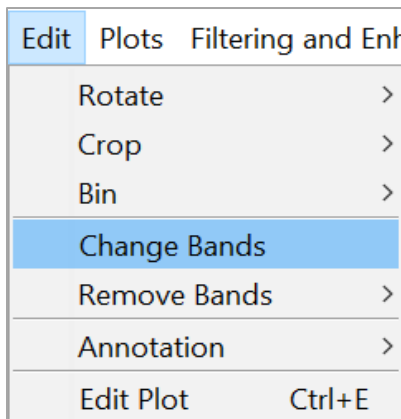 Edit Plots Filtering and Enh
Rotate >
Crop >
Bin >
Change Bands
Remove Bands >
Annotation >
Edit Plot Ctrl+E